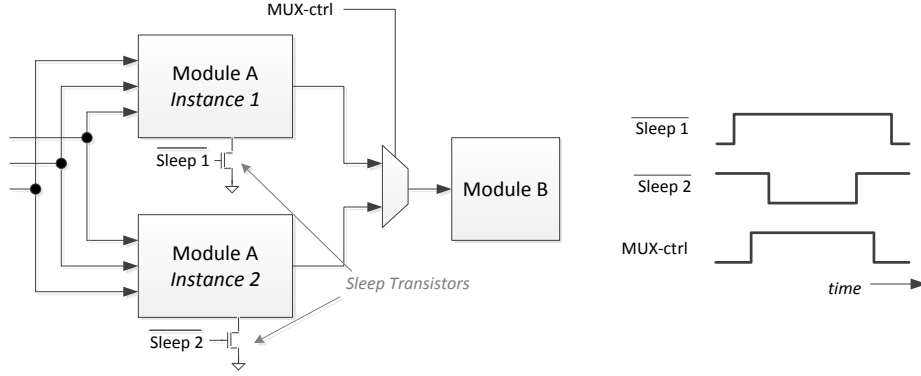 MUX-ctrl
Module A
Instance 1
Sleep 1
Module B
Module A
Instance 2
Sleep Transistors
Sleep 2
Sleep 1
Sleep 2
MUX-ctrl
time